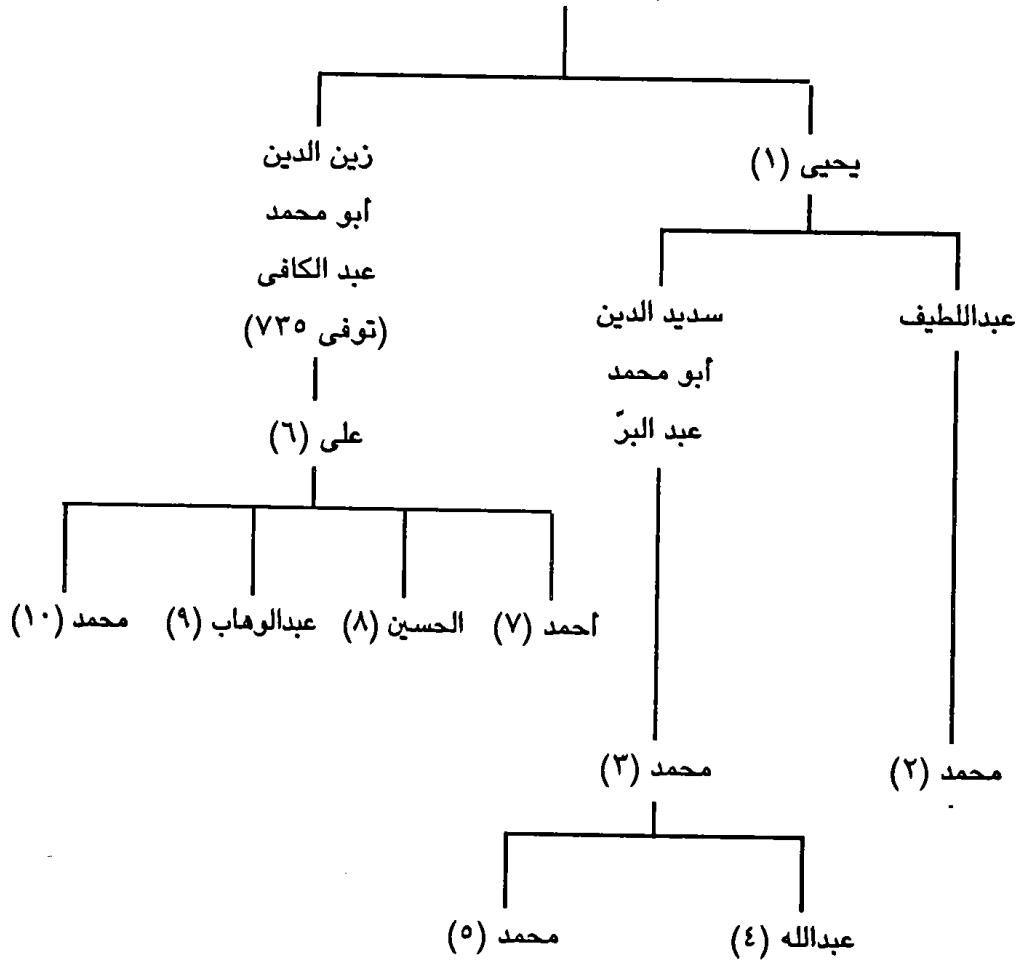 يحيى (١)
زين الدين
أبو محمد
عبد الكافى
(توفى ٧٣٥)
عبداللطيف
سديد الدين
أبو محمد
عبد البرّ
على (٦)
أحمد (٧)
الحسين (٨)
عبدالوهاب (٩)
محمد (١٠)
محمد (٢)
محمد (٣)
عبدالله (٤)
محمد (٥)